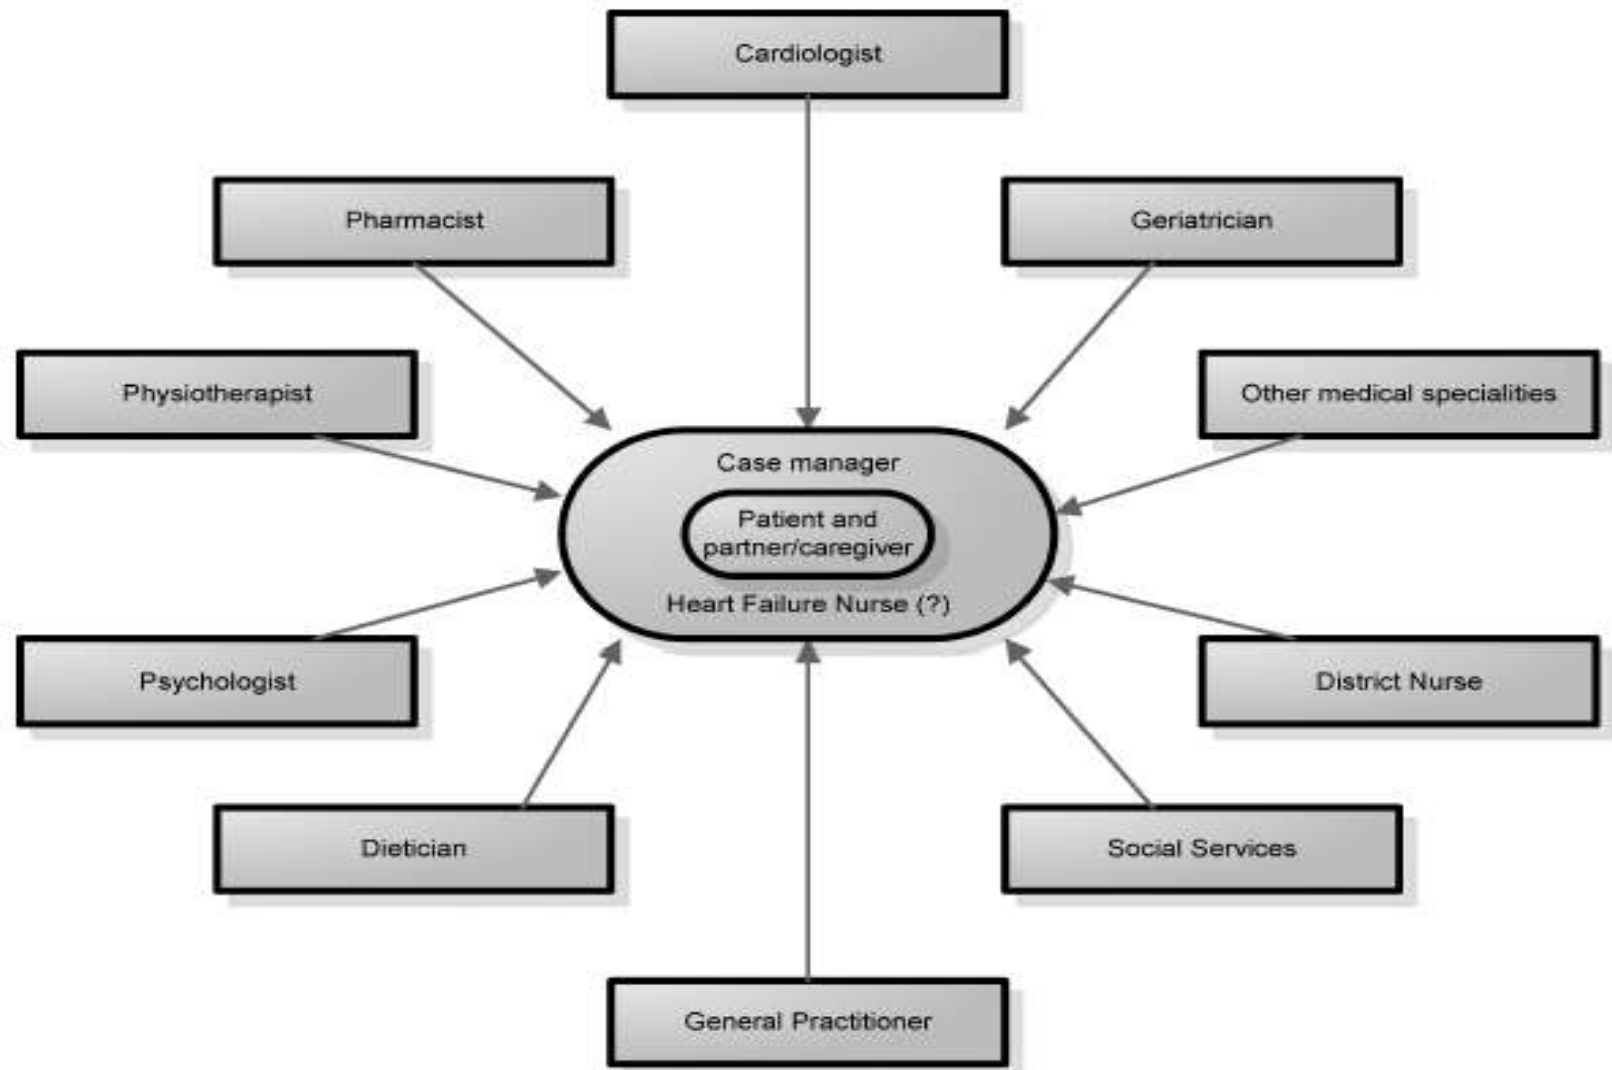 Cardiologist
Pharmacist
Geriatrician
Physiotherapist
Other medical specialities
Case manager
Patient and
partner/caregiver
Heart Failure Nurse (?)
Psychologist
District Nurse
Dietician
Social Services
General Practitioner